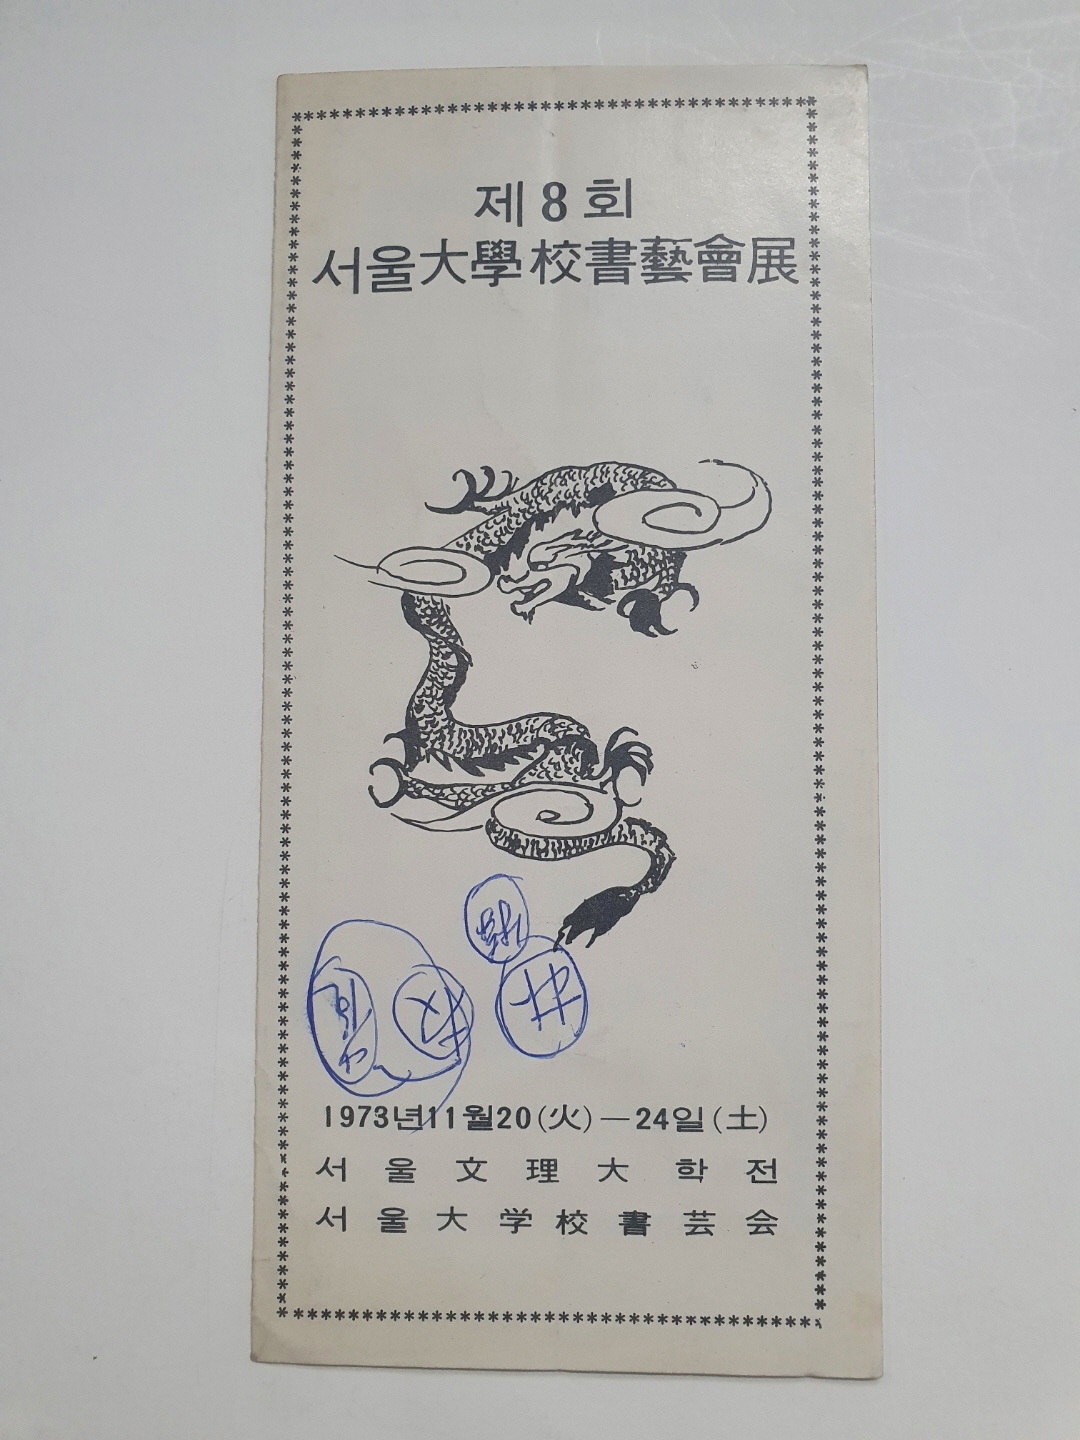 제8회
서울大學校書藝會展
1973년11월20(火)—24일(土)
서울文理大학전
서울大学校書芸会